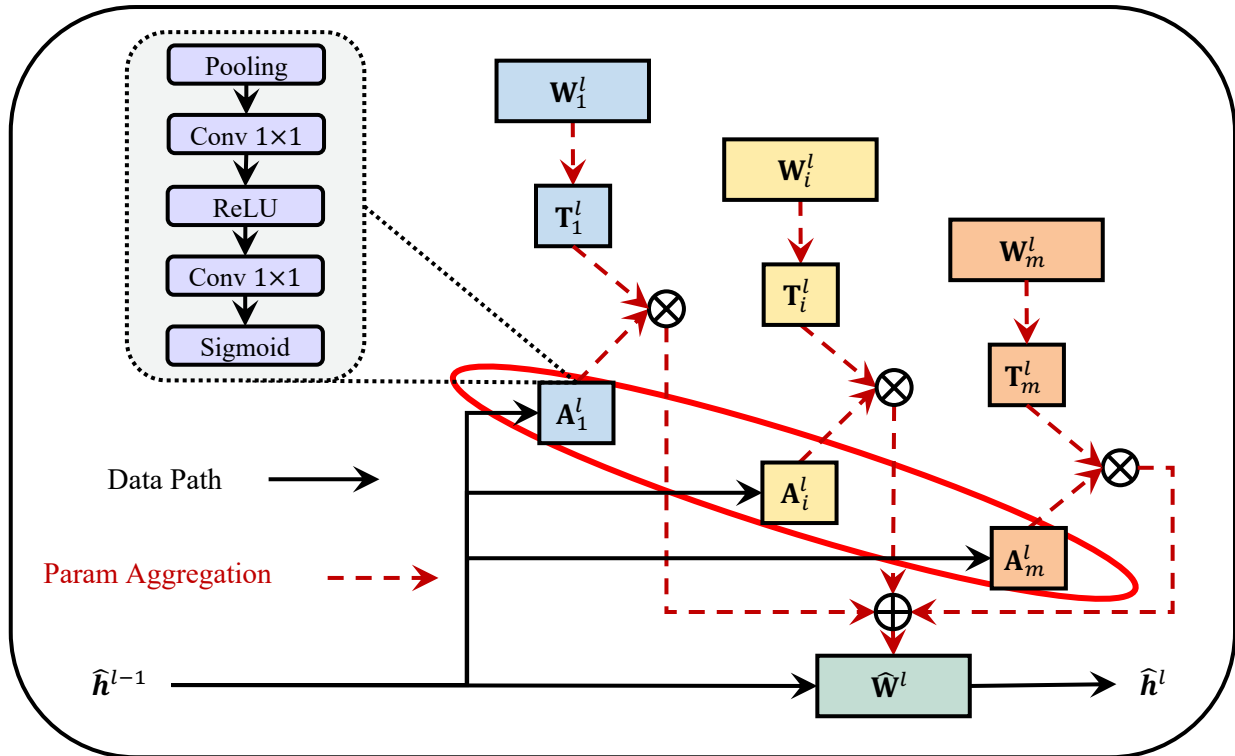 Pooling
Conv 1×1
ReLU
Conv 1×1
Sigmoid
𝐖₁ˡ
𝐓₁ˡ
𝐖ᵢˡ
𝐓ᵢˡ
𝐖ₘˡ
𝐓ₘˡ
𝐀₁ˡ
𝐀ᵢˡ
𝐀ₘˡ
Data Path
Param Aggregation
ĥˡ⁻¹
Ŵˡ
ĥˡ